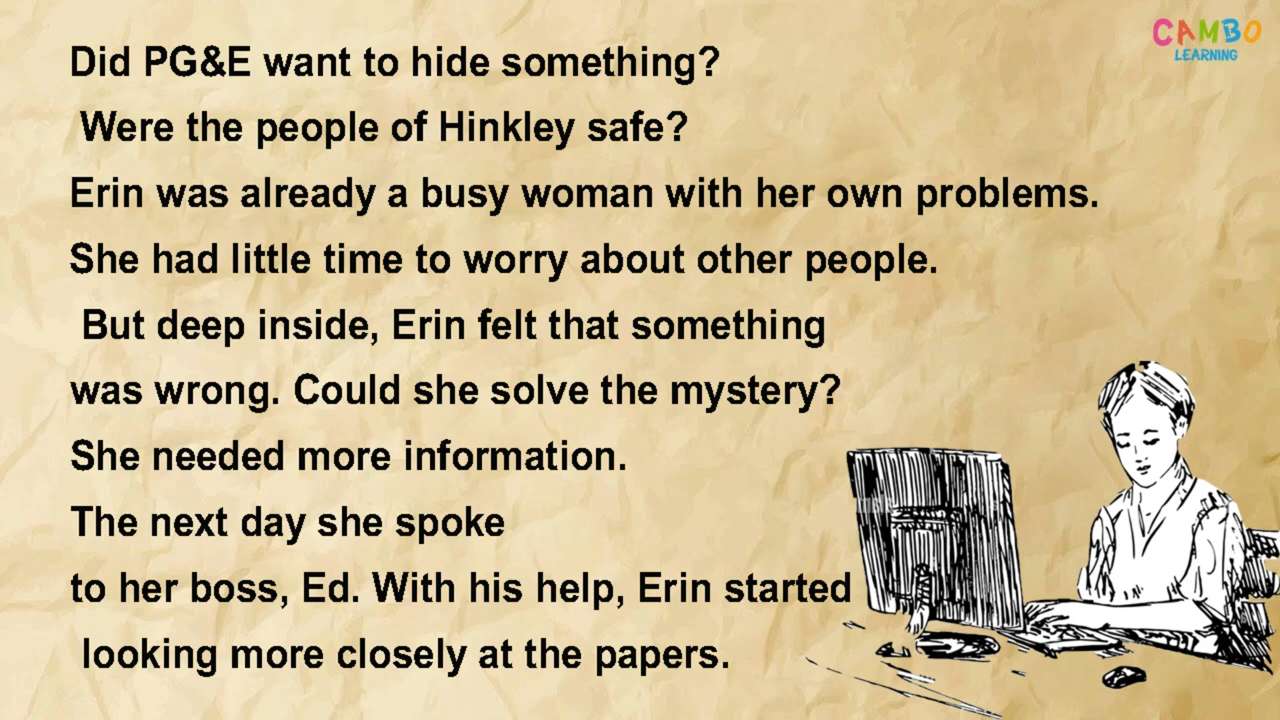 CAMBO
LEARNING
Did PG&E want to hide something?
Were the people of Hinkley safe?
Erin was already a busy woman with her own problems.
She had little time to worry about other people.
But deep inside, Erin felt that something
was wrong. Could she solve the mystery?
She needed more information.
The next day she spoke
to her boss, Ed. With his help, Erin started
looking more closely at the papers.